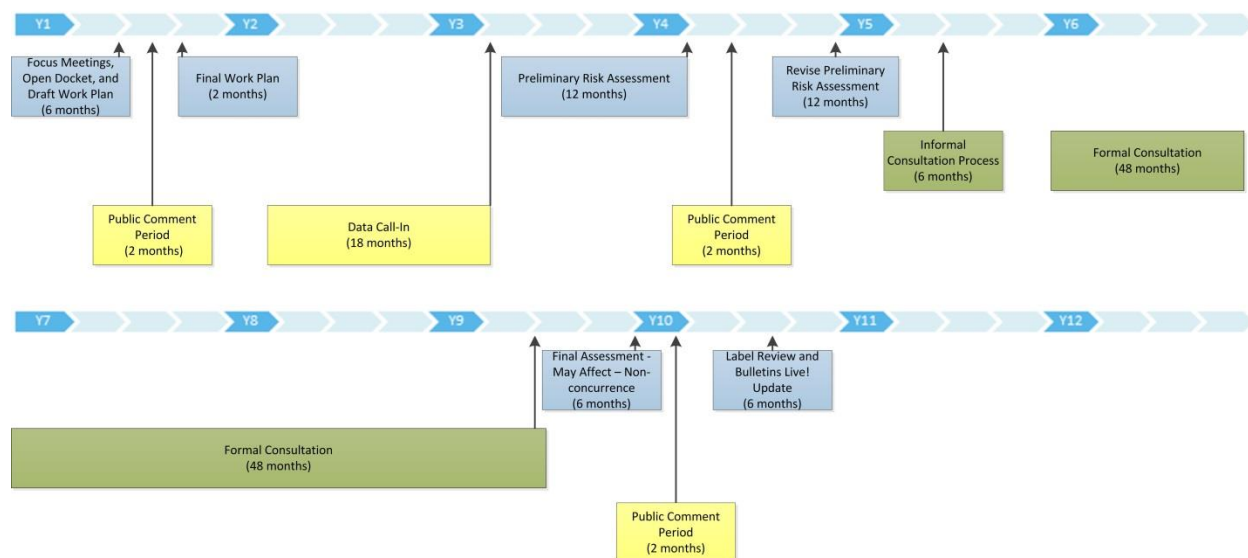 Y1 Y2 Y3 Y4 Y5 Y6
Focus Meetings,
Open Docket, and
Draft Work Plan
(6 months)
Final Work Plan
(2 months)
Preliminary Risk Assessment
(12 months)
Revise Preliminary
Risk Assessment
(12 months)
Informal
Consultation Process
(6 months)
Formal Consultation
(48 months)
Public Comment
Period
(2 months)
Data Call-In
(18 months)
Public Comment
Period
(2 months)
Y7 Y8 Y9 Y10 Y11 Y12
Final Assessment -
May Affect – Non-
concurrence
(6 months)
Label Review and
Bulletins Live!
Update
(6 months)
Formal Consultation
(48 months)
Public Comment
Period
(2 months)